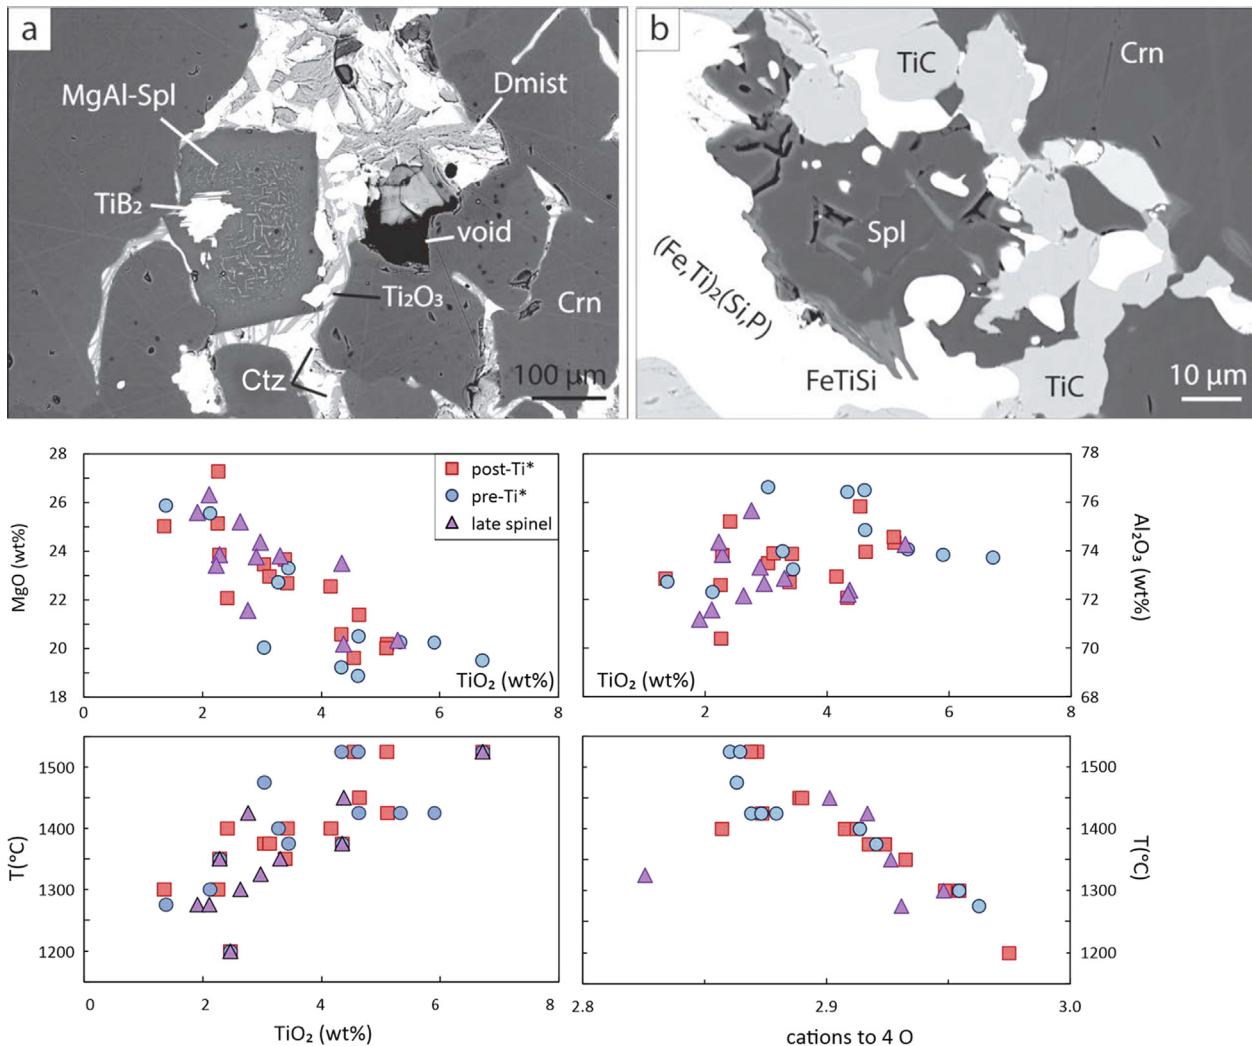 a
MgAl-Spl
Dmist
TiB₂
void
Ti₂O₃
Crn
Ctz
100 µm
b
TiC
Crn
Spl
(Fe,Ti)₂(Si,P)
FeTiSi
TiC
10 µm
28
26
24
22
20
18
MgO (wt%)
post-Ti*
pre-Ti*
late spinel
TiO₂ (wt%)
0 2 4 6 8
78
76
74
72
70
68
Al₂O₃ (wt%)
TiO₂ (wt%)
2 4 6 8
1500
1400
1300
1200
T(°C)
0 2 4 6 8
TiO₂ (wt%)
1500
1400
1300
1200
T(°C)
2.8 2.9 3.0
cations to 4 O